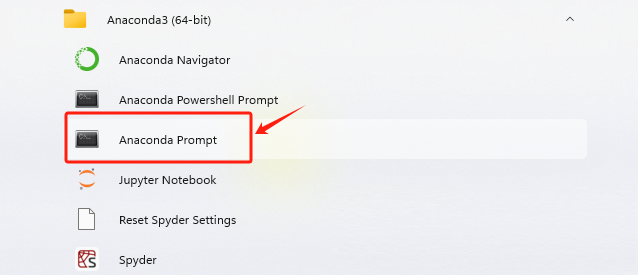 Anaconda3 (64-bit)
Anaconda Navigator
Anaconda Powershell Prompt
Anaconda Prompt
Jupyter Notebook
Reset Spyder Settings
Spyder